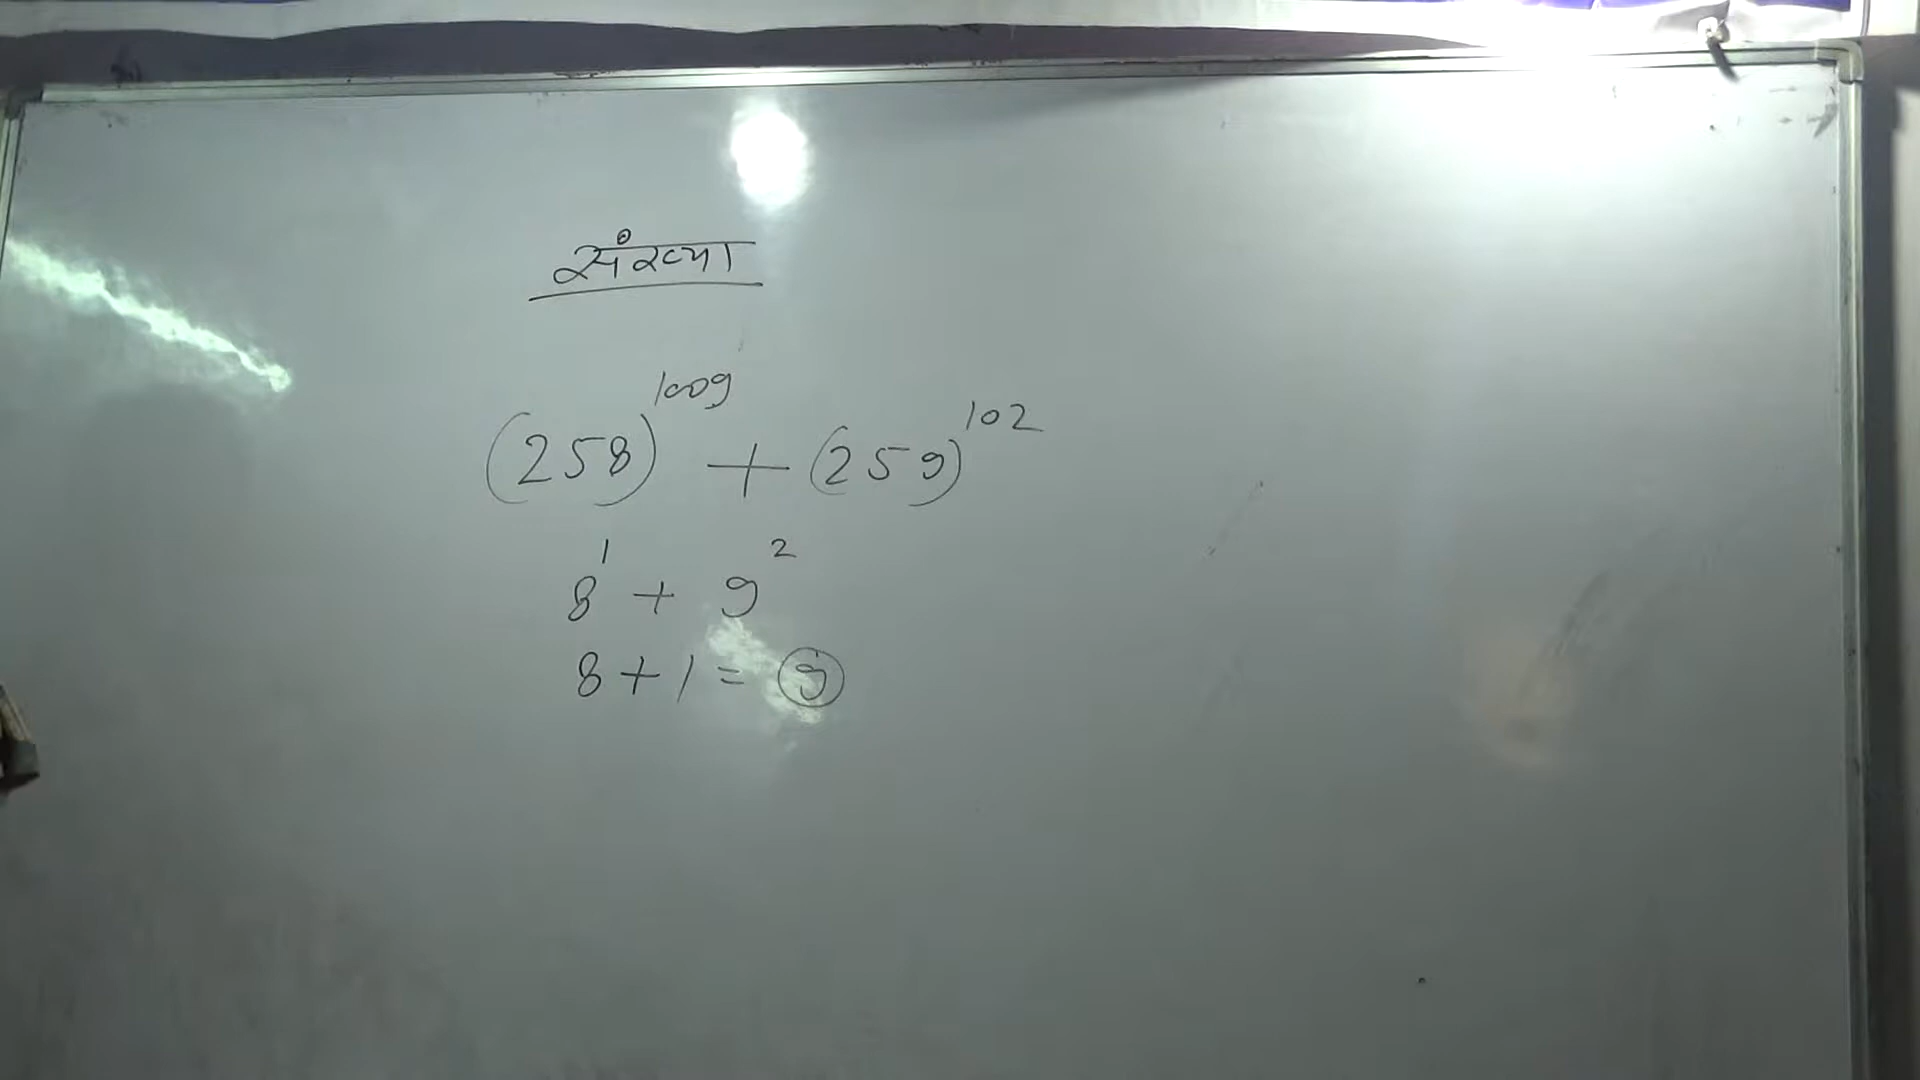 संख्या
(258)^1009 + (259)^102
8^1 + 9^2
8 + 1 = 9